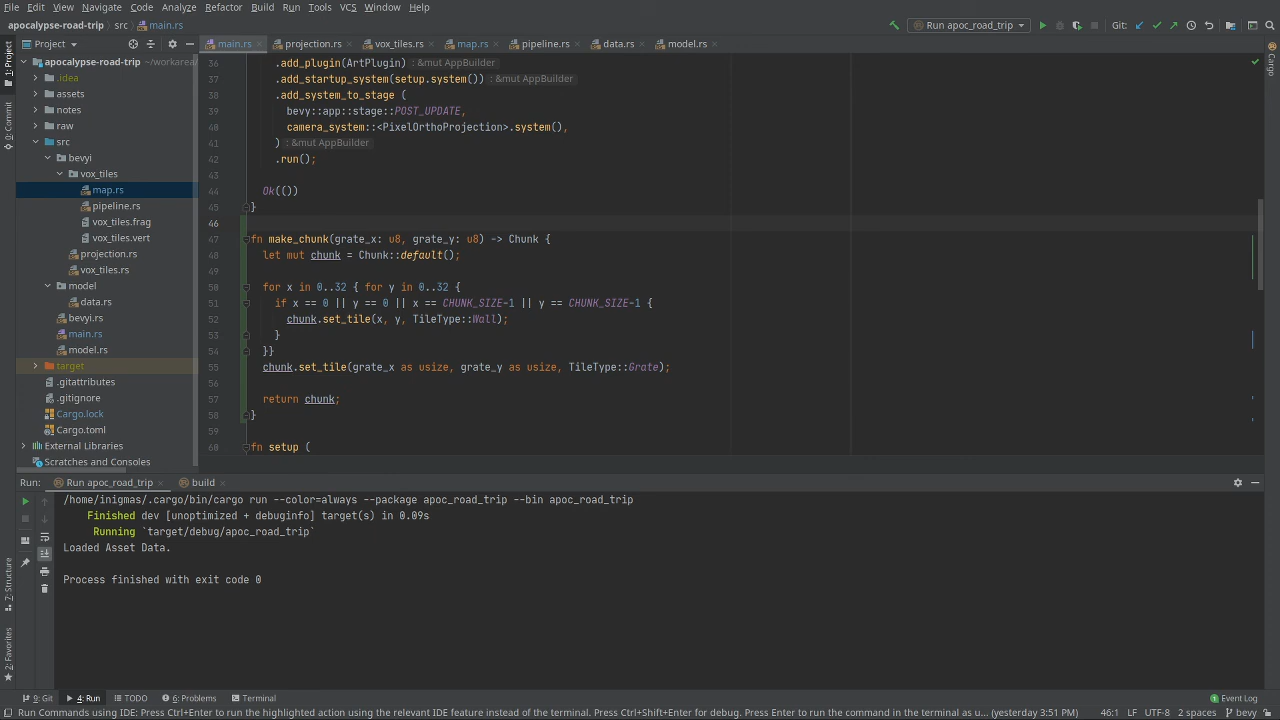 File Edit View Navigate Code Analyze Refactor Build Run Tools VCS Window Help
apocalypse-road-trip src main.rs Run apoc_road_trip Git:
Project main.rs projection.rs vox_tiles.rs map.rs pipeline.rs data.rs model.rs
1: Project
0: Commit
7: Structure
2: Favorites
Cargo
apocalypse-road-trip ~/workarea/
.idea
assets
notes
raw
src
bevyi
vox_tiles
map.rs
pipeline.rs
vox_tiles.frag
vox_tiles.vert
projection.rs
vox_tiles.rs
model
data.rs
bevyi.rs
main.rs
model.rs
target
.gitattributes
.gitignore
Cargo.lock
Cargo.toml
External Libraries
Scratches and Consoles
36 .add_plugin(ArtPlugin) : &mut AppBuilder
37 .add_startup_system(setup.system()) : &mut AppBuilder
38 .add_system_to_stage (
39 bevy::app::stage::POST_UPDATE,
40 camera_system::<PixelOrthoProjection>.system(),
41 ) : &mut AppBuilder
42 .run();
43
44 Ok(())
45 }
46
47 fn make_chunk(grate_x: u8, grate_y: u8) -> Chunk {
48 let mut chunk = Chunk::default();
49
50 for x in 0..32 { for y in 0..32 {
51 if x == 0 || y == 0 || x == CHUNK_SIZE-1 || y == CHUNK_SIZE-1 {
52 chunk.set_tile(x, y, TileType::Wall);
53 }
54 }}
55 chunk.set_tile(grate_x as usize, grate_y as usize, TileType::Grate);
56
57 return chunk;
58 }
59
60 fn setup (
Run: Run apoc_road_trip build
/home/inigmas/.cargo/bin/cargo run --color=always --package apoc_road_trip --bin apoc_road_trip
Finished dev [unoptimized + debuginfo] target(s) in 0.09s
Running `target/debug/apoc_road_trip`
Loaded Asset Data.
Process finished with exit code 0
9: Git 4: Run TODO 6: Problems Terminal 1 Event Log
Run Commands using IDE: Press Ctrl+Enter to run the highlighted action using the relevant IDE feature instead of the terminal. Press Ctrl+Shift+Enter for debug. Press Enter to run the command in the terminal as u... (yesterday 3:51 PM) 46:1 LF UTF-8 2 spaces bevy